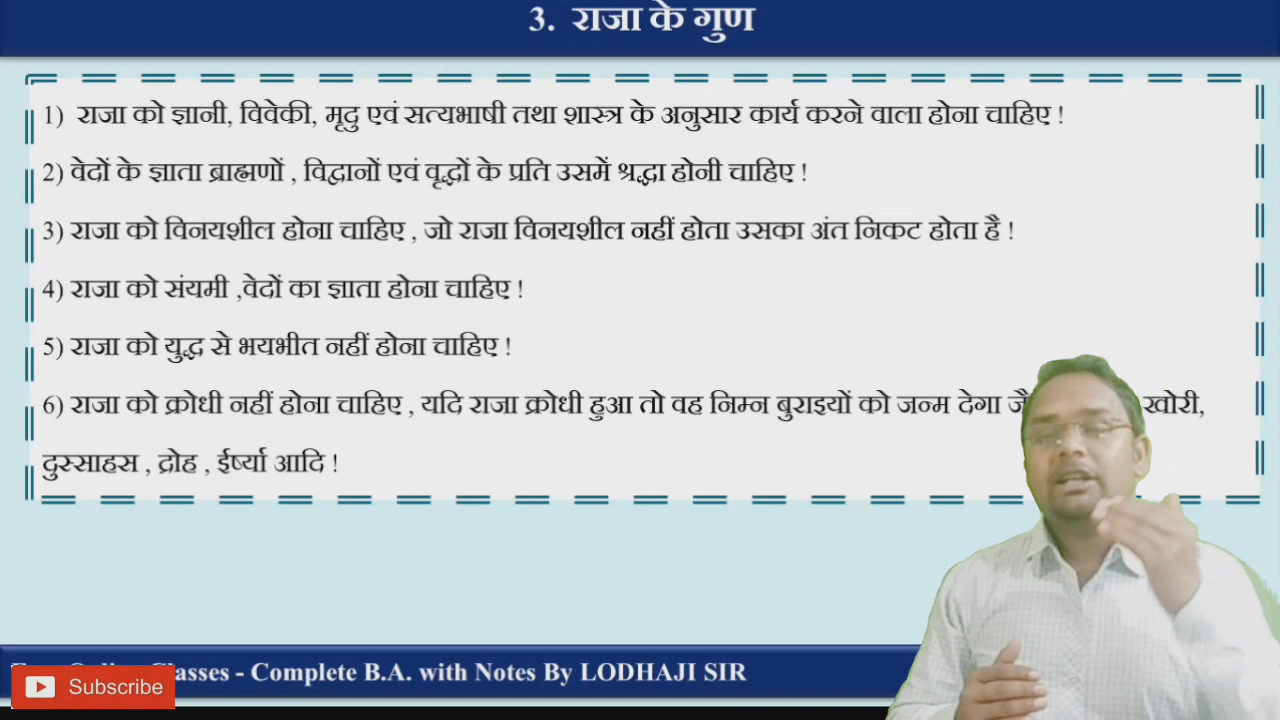 3. राजा के गुण
1) राजा को ज्ञानी, विवेकी, मृदु एवं सत्यभाषी तथा शास्त्र के अनुसार कार्य करने वाला होना चाहिए !
2) वेदों के ज्ञाता ब्राह्मणों , विद्वानों एवं वृद्धों के प्रति उसमें श्रद्धा होनी चाहिए !
3) राजा को विनयशील होना चाहिए , जो राजा विनयशील नहीं होता उसका अंत निकट होता है !
4) राजा को संयमी ,वेदों का ज्ञाता होना चाहिए !
5) राजा को युद्ध से भयभीत नहीं होना चाहिए !
6) राजा को क्रोधी नहीं होना चाहिए , यदि राजा क्रोधी हुआ तो वह निम्न बुराइयों को जन्म देगा खोरी,
दुस्साहस , द्रोह , ईर्ष्या आदि !
- Complete B.A. with Notes By LODHAJI SIR
Subscribe